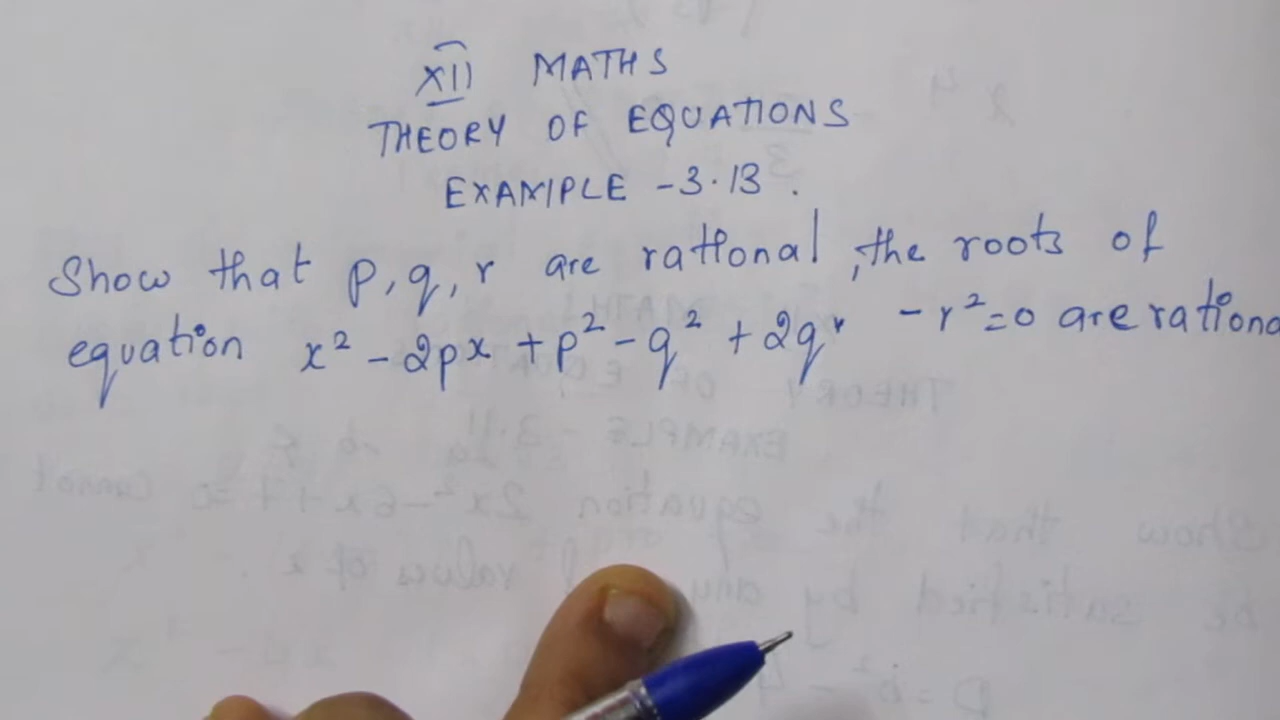 XII MATHS
THEORY OF EQUATIONS
EXAMPLE - 3.13.
Show that p, q, r are rational, the roots of
equation x² - 2px + p² - q² + 2qr - r² = 0 are rationa